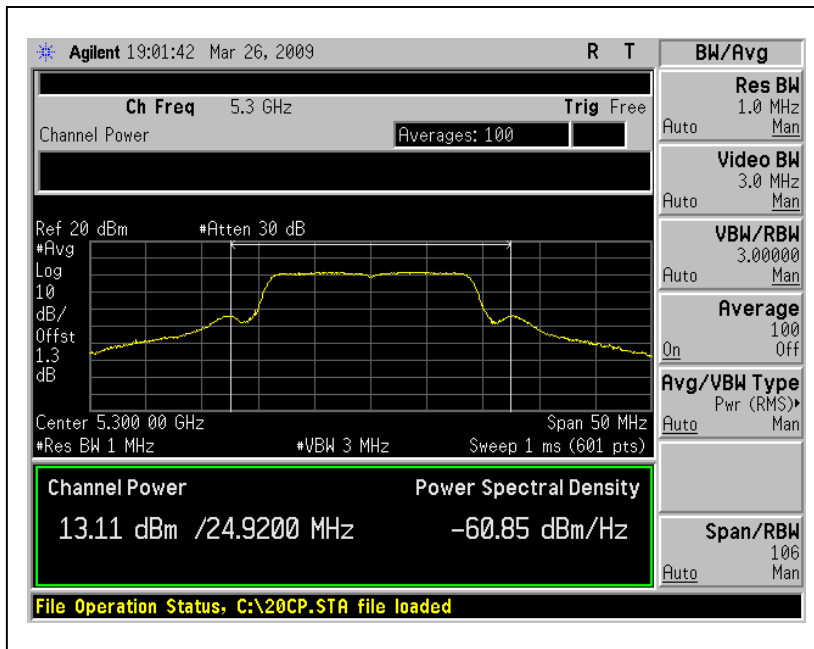 Agilent 19:01:42 Mar 26, 2009 R T
BW/Avg
Ch Freq 5.3 GHz Trig Free
Channel Power Averages: 100
Res BW
1.0 MHz
Auto Man
Video BW
3.0 MHz
Auto Man
VBW/RBW
3.00000
Auto Man
Average
100
On Off
Avg/VBW Type
Pwr (RMS)▸
Auto Man
Span/RBW
106
Auto Man
Ref 20 dBm #Atten 30 dB
#Avg
Log
10
dB/
Offst
1.3
dB
Center 5.300 00 GHz Span 50 MHz
#Res BW 1 MHz #VBW 3 MHz Sweep 1 ms (601 pts)
Channel Power Power Spectral Density
13.11 dBm /24.9200 MHz -60.85 dBm/Hz
File Operation Status, C:\20CP.STA file loaded